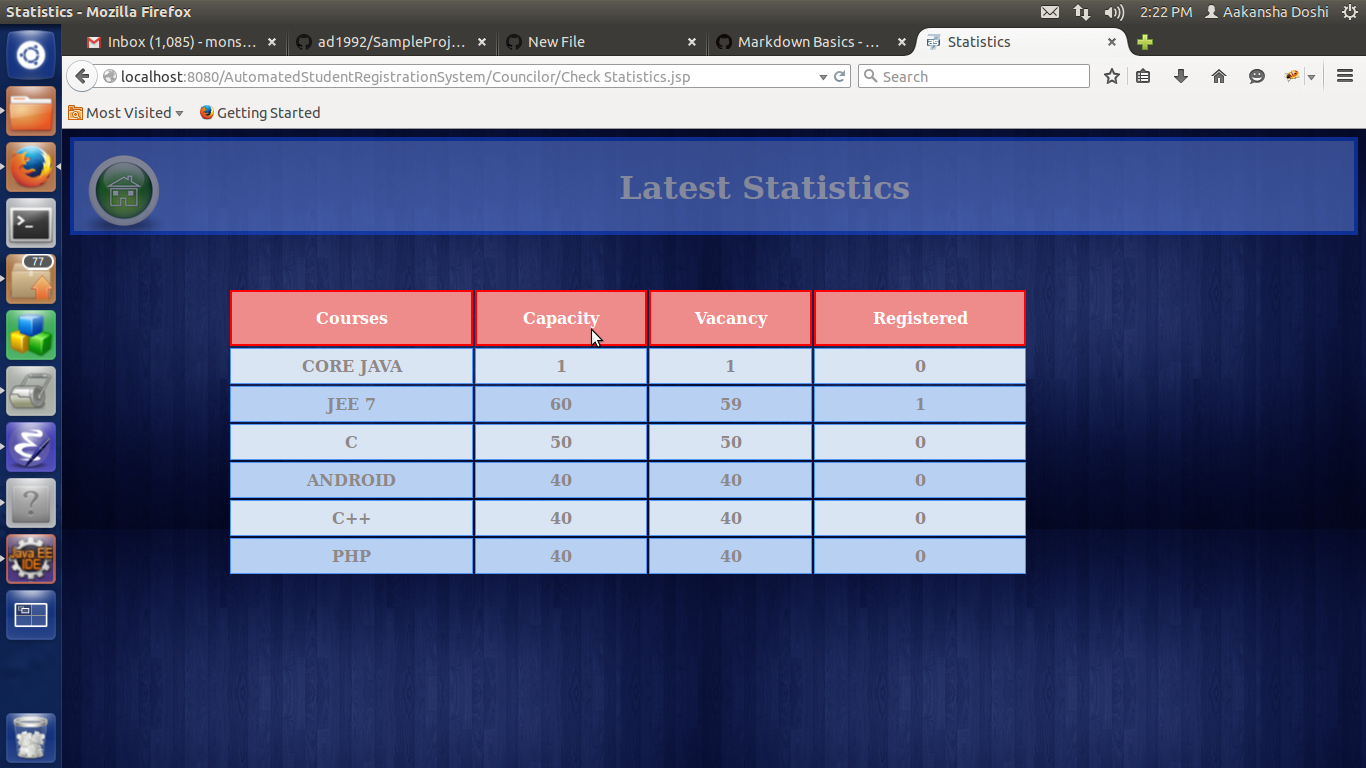 Statistics - Mozilla Firefox
2:22 PM Aakansha Doshi
Inbox (1,085) - mons... ad1992/SampleProj... New File Markdown Basics - ... Statistics
localhost:8080/AutomatedStudentRegistrationSystem/Councilor/Check Statistics.jsp Search
Most Visited Getting Started
77
Latest Statistics
Courses Capacity Vacancy Registered
CORE JAVA 1 1 0
JEE 7 60 59 1
C 50 50 0
ANDROID 40 40 0
C++ 40 40 0
PHP 40 40 0
?
Java EE
IDE